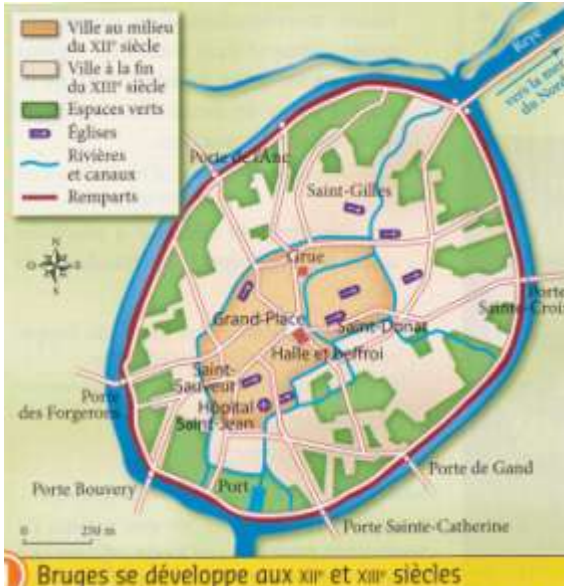 Ville au milieu
du XIIe siècle
Ville à la fin
du XIIIe siècle
Espaces verts
Églises
Rivières
et canaux
Remparts
Reye
vers la mer
du Nord
Porte de l'Âne
Saint-Gilles
N
O
E
S
Grue
Porte
Sainte-Croix
Grand-Place
Saint-Donat
Halle et Beffroi
Saint-
Sauveur
Porte
des Forgerons
Hôpital
Saint-Jean
Porte de Gand
Porte Bouvery
Port
Porte Sainte-Catherine
0
250 m
Bruges se développe aux XIIe et XIIIe siècles